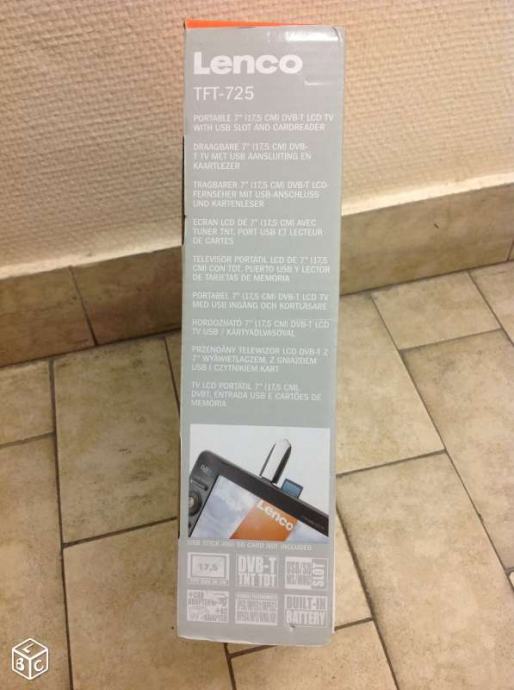 Lenco
TFT-725
PORTABLE 7" (17,5 CM) DVB-T LCD TV
WITH USB SLOT AND CARDREADER
DRAAGBARE 7" (17,5 CM) DVB-
T TV MET USB AANSLUITING EN
KAARTLEZER
TRAGBARER 7" (17,5 CM) DVB-T LCD-
FERNSEHER MIT USB-ANSCHLUSS
UND KARTENLESER
ECRAN LCD DE 7" (17,5 CM) AVEC
TUNER TNT, PORT USB ET LECTEUR
DE CARTES
TELEVISOR PORTÁTIL LCD DE 7" (17,5
CM) CON TDT, PUERTO USB Y LECTOR
DE TARJETAS DE MEMORIA
PORTABEL 7" (17,5 CM) DVB-T LCD TV
MED USB INGÅNG OCH KORTLÄSARE
HORDOZHATÓ 7" (17,5 CM) DVB-T LCD
TV USB / KÁRTYAOLVASÓVAL
PRZENOŚNY TELEWIZOR LCD DVB-T Z
7" WYŚWIETLACZEM, Z GNIAZDEM
USB I CZYTNIKIEM KART
TV LCD PORTÁTIL 7" (17,5 CM),
DVBT, ENTRADA USB E CARTÕES DE
MEMÓRIA
Lenco
USB STICK AND SD CARD NOT INCLUDED
17,5
DVB-T
TNT TDT
USB/SD
SLOT
+CAR
ADAPTER
+AC
ADAPTER
BUILT-IN
BATTERY
LBC